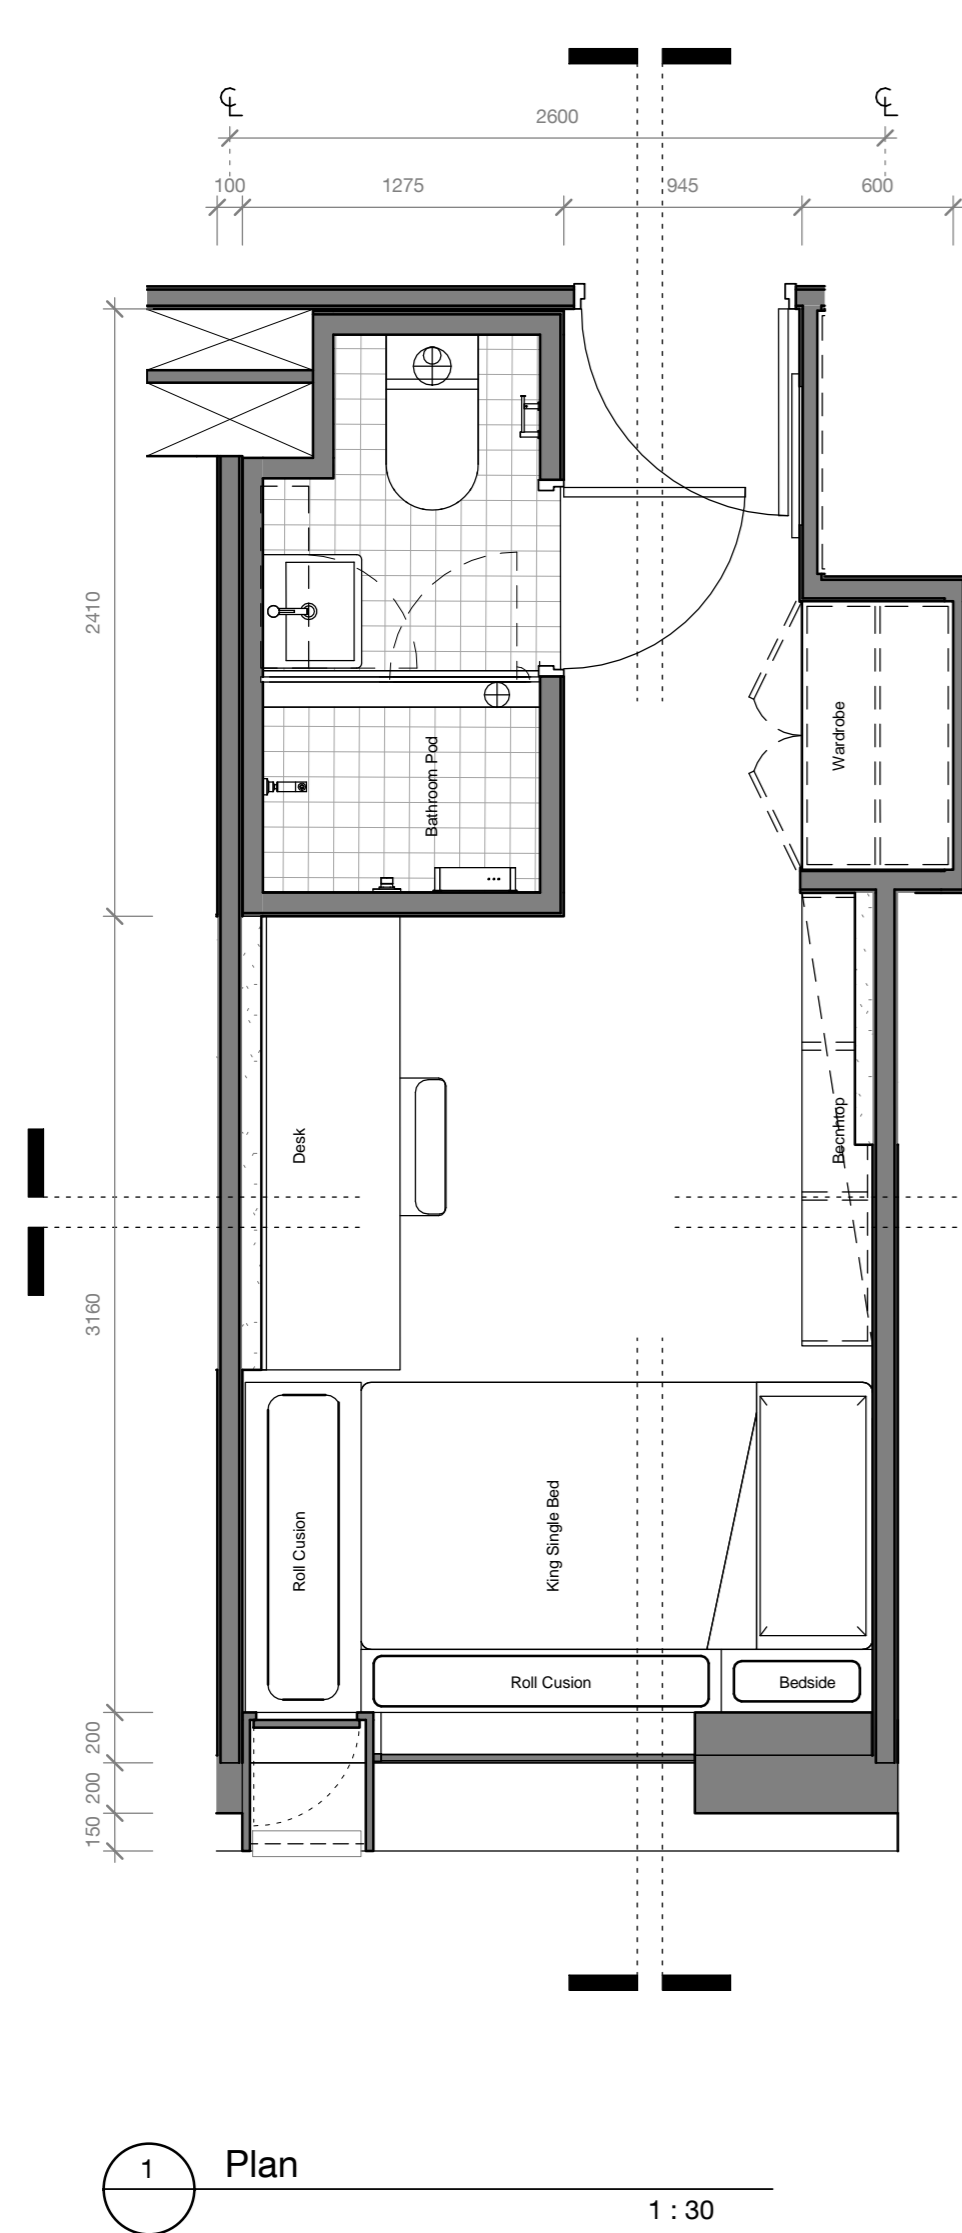 2600
100
1275
945
600
2410
Bathroom Pod
Wardrobe
Desk
Becnhtop
3160
Roll Cusion
King Single Bed
Roll Cusion
Bedside
200
200
150
1
Plan
1 : 30